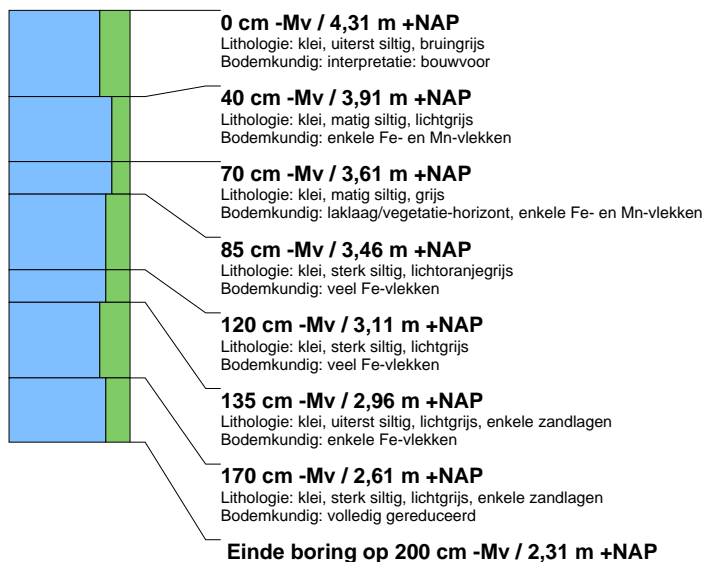 0 cm -Mv / 4,31 m +NAP
Lithologie: klei, uiterst siltig, bruingrijs
Bodemkundig: interpretatie: bouwvoor
40 cm -Mv / 3,91 m +NAP
Lithologie: klei, matig siltig, lichtgrijs
Bodemkundig: enkele Fe- en Mn-vlekken
70 cm -Mv / 3,61 m +NAP
Lithologie: klei, matig siltig, grijs
Bodemkundig: laklaag/vegetatie-horizont, enkele Fe- en Mn-vlekken
85 cm -Mv / 3,46 m +NAP
Lithologie: klei, sterk siltig, lichtoranjegrijs
Bodemkundig: veel Fe-vlekken
120 cm -Mv / 3,11 m +NAP
Lithologie: klei, sterk siltig, lichtgrijs
Bodemkundig: veel Fe-vlekken
135 cm -Mv / 2,96 m +NAP
Lithologie: klei, uiterst siltig, lichtgrijs, enkele zandlagen
Bodemkundig: enkele Fe-vlekken
170 cm -Mv / 2,61 m +NAP
Lithologie: klei, sterk siltig, lichtgrijs, enkele zandlagen
Bodemkundig: volledig gereduceerd
Einde boring op 200 cm -Mv / 2,31 m +NAP